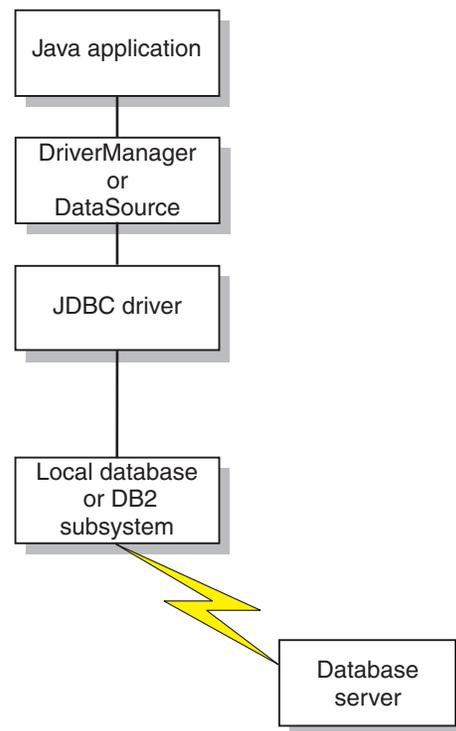 Java application
DriverManager
or
DataSource
JDBC driver
Local database
or DB2
subsystem
Database
server